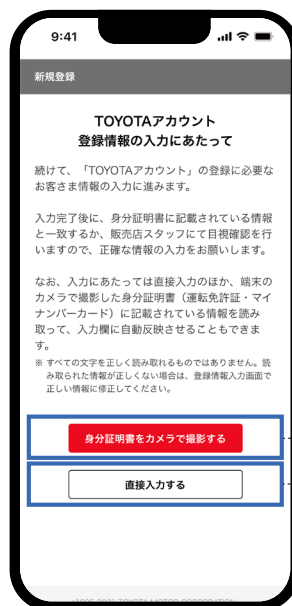 9:41
新規登録
TOYOTAアカウント
登録情報の入力にあたって
続けて、「TOYOTAアカウント」の登録に必要な
お客さま情報の入力に進みます。
入力完了後に、身分証明書に記載されている情報
と一致するか、販売店スタッフにて目視確認を行
いますので、正確な情報の入力をお願いします。
なお、入力にあたっては直接入力のほか、端末の
カメラで撮影した身分証明書（運転免許証・マイ
ナンバーカード）に記載されている情報を読み
取って、入力欄に自動反映させることもできま
す。
※ すべての文字を正しく読み取れるものではありません。読
み取られた情報が正しくない場合は、登録情報入力画面で
正しい情報に修正してください。
身分証明書をカメラで撮影する
直接入力する
TOYOTA MOTOR CORPORATION